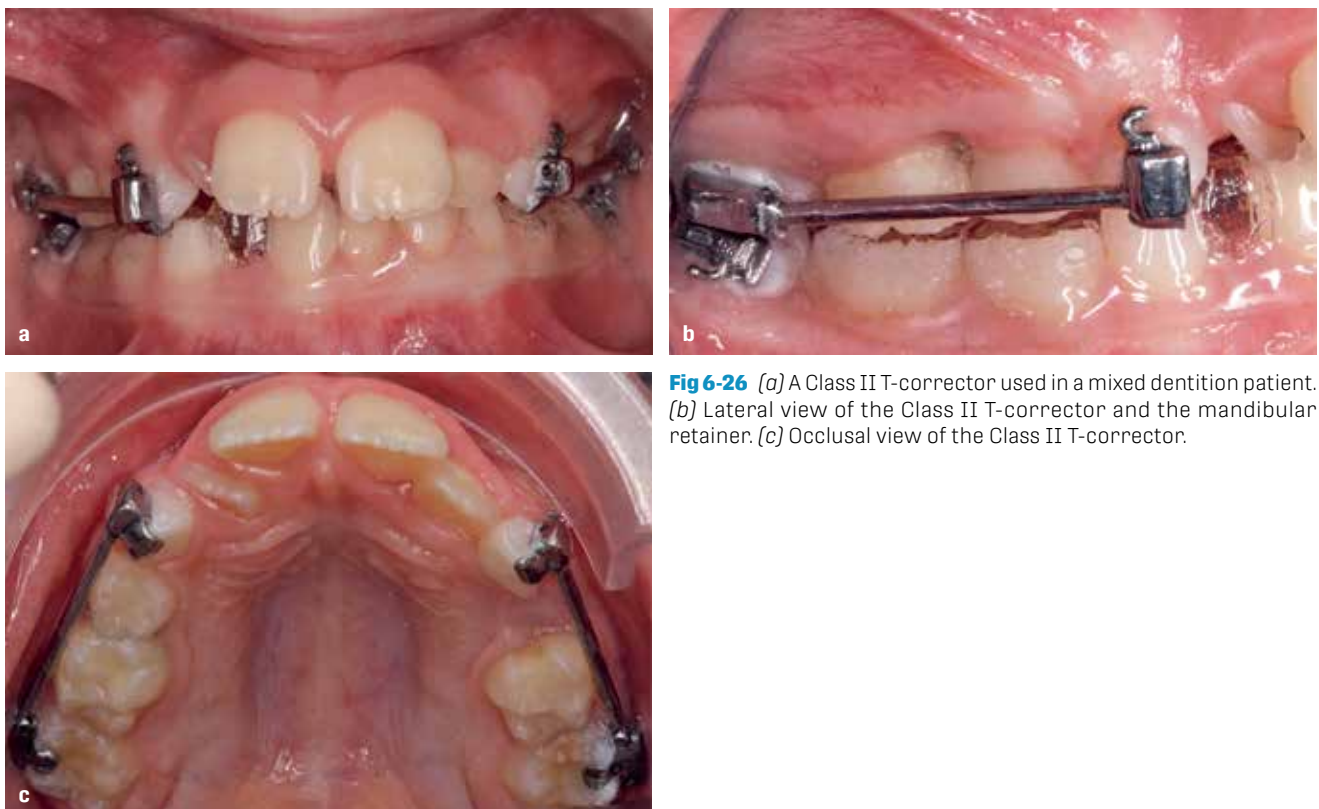 a
b
Fig 6-26 (a) A Class II T-corrector used in a mixed dentition patient.
(b) Lateral view of the Class II T-corrector and the mandibular
retainer. (c) Occlusal view of the Class II T-corrector.
c